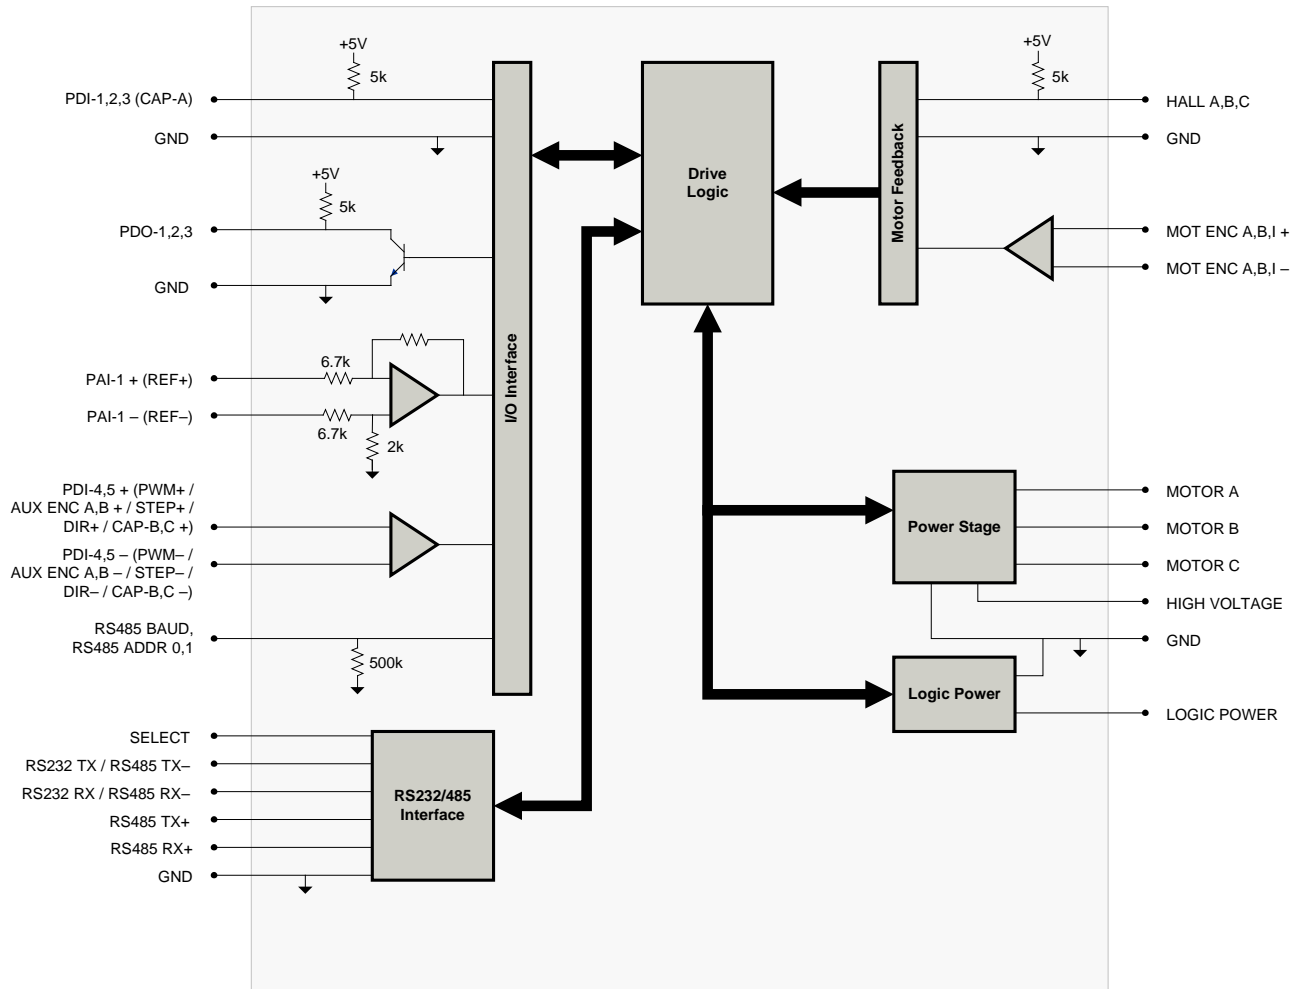 +5V
5k
PDI-1,2,3 (CAP-A)
GND
+5V
5k
PDO-1,2,3
GND
6.7k
PAI-1 + (REF+)
PAI-1 – (REF–)
6.7k
2k
PDI-4,5 + (PWM+ /
AUX ENC A,B + / STEP+ /
DIR+ / CAP-B,C +)
PDI-4,5 – (PWM– /
AUX ENC A,B – / STEP– /
DIR– / CAP-B,C –)
RS485 BAUD,
RS485 ADDR 0,1
500k
SELECT
RS232 TX / RS485 TX–
RS232 RX / RS485 RX–
RS485 TX+
RS485 RX+
GND
RS232/485
Interface
I/O Interface
Drive
Logic
Motor Feedback
+5V
5k
HALL A,B,C
GND
MOT ENC A,B,I +
MOT ENC A,B,I –
Power Stage
MOTOR A
MOTOR B
MOTOR C
HIGH VOLTAGE
GND
Logic Power
LOGIC POWER